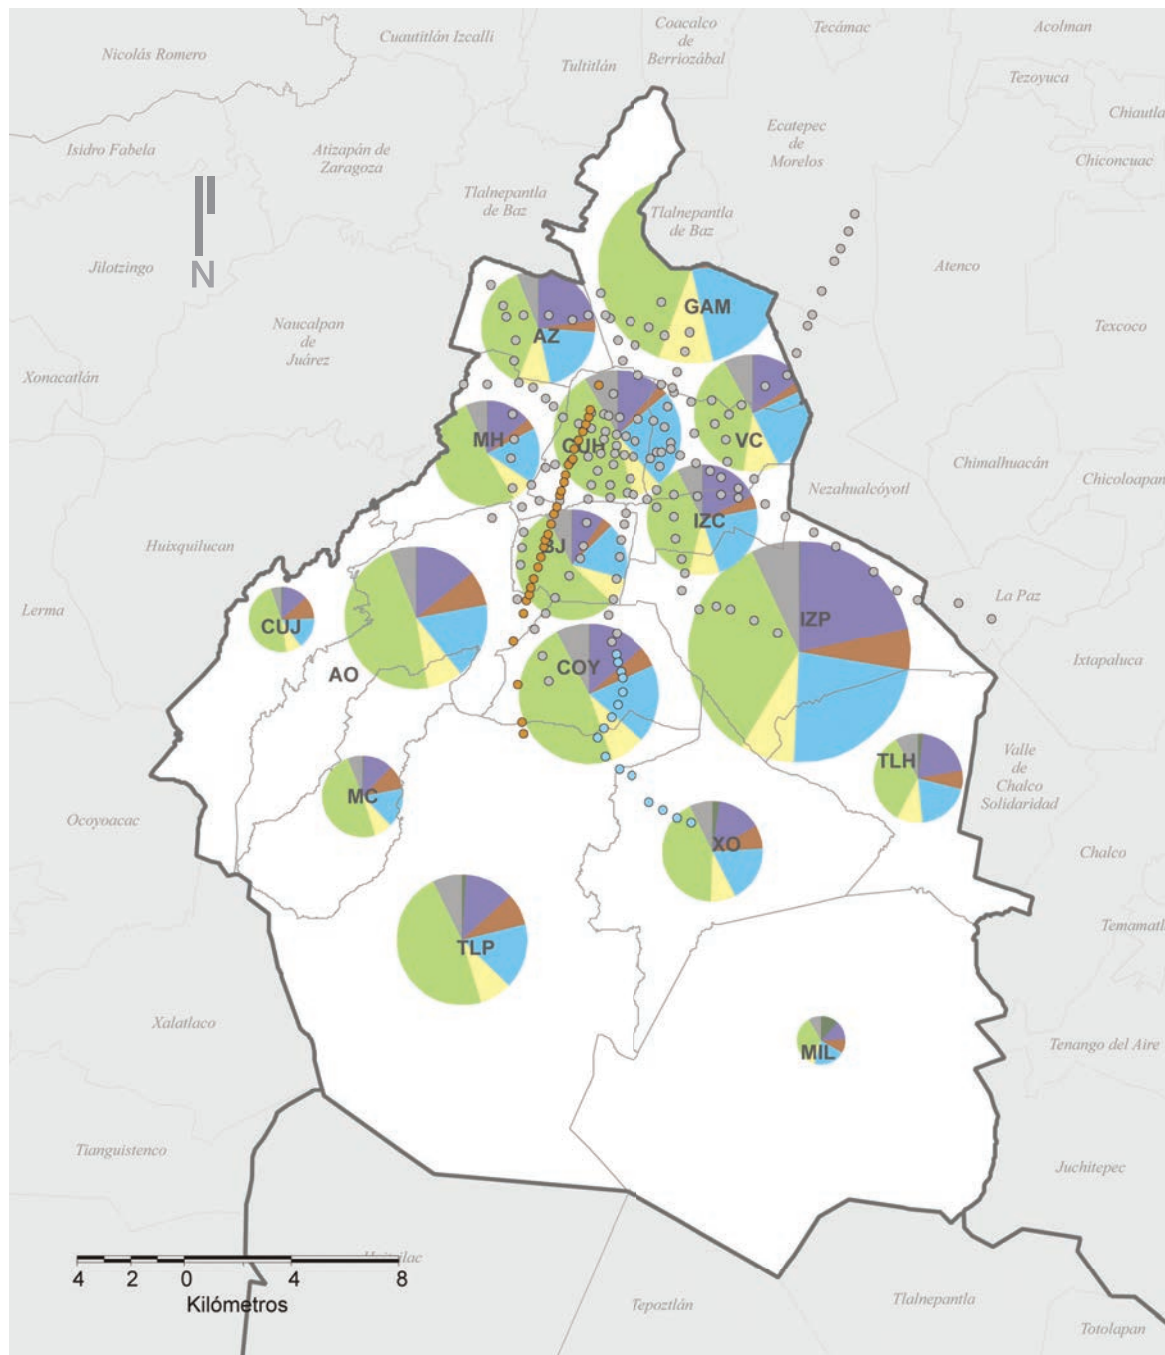 Nicolás Romero
Cuautitlán Izcalli
Coacalco
de
Berriozábal
Tecámac
Acolman
Tultitlán
Tezoyuca
Chiautla
Isidro Fabela
Atizapán de
Zaragoza
Ecatepec
de
Morelos
Chiconcuac
Tlalnepantla
de Baz
Tlalnepantla
de Baz
N
Jilotzingo
Atenco
Naucalpan
de
Juárez
Texcoco
GAM
AZ
Xonacatlán
MH
CUH
VC
Chimalhuacán
Chicoloapan
Nezahualcóyotl
IZC
Huixquilucan
BJ
Lerma
CUJ
IZP
La Paz
AO
COY
Ixtapaluca
TLH
Valle
de
Chalco
Solidaridad
MC
Ocoyoacac
XO
Chalco
TLP
Temamatl
Xalatlaco
MIL
Tenango del Aire
Tianguistenco
Juchitepec
4 2 0 4 8
Kilómetros
Tepoztlán
Tlalnepantla
Totolapan